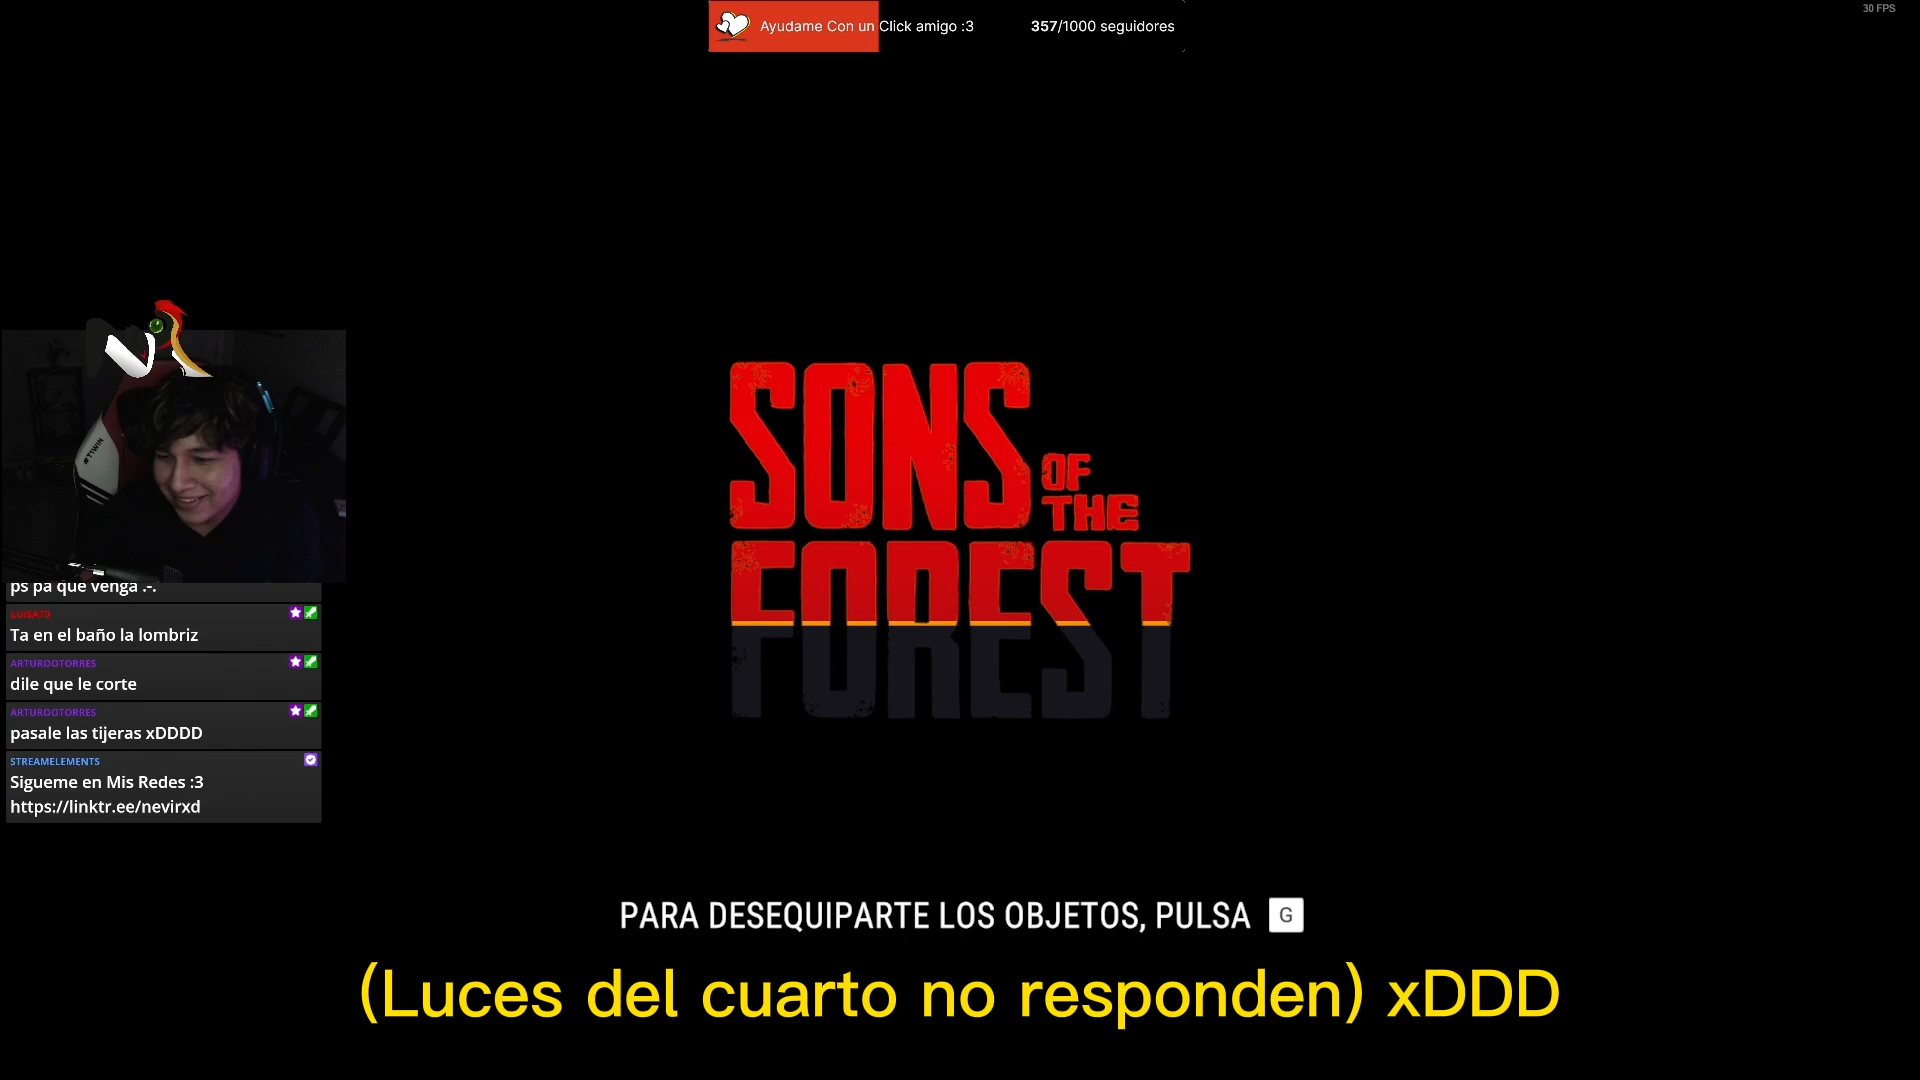 Ayudame Con un Click amigo :3 357/1000 seguidores
30 FPS
SONS
OF
THE
FOREST
ps pa que venga .-.
LUISA70
Ta en el baño la lombriz
ARTUROOTORRES
dile que le corte
ARTUROOTORRES
pasale las tijeras xDDDD
STREAMELEMENTS
Sigueme en Mis Redes :3
https://linktr.ee/nevirxd
PARA DESEQUIPARTE LOS OBJETOS, PULSA G
(Luces del cuarto no responden) xDDD